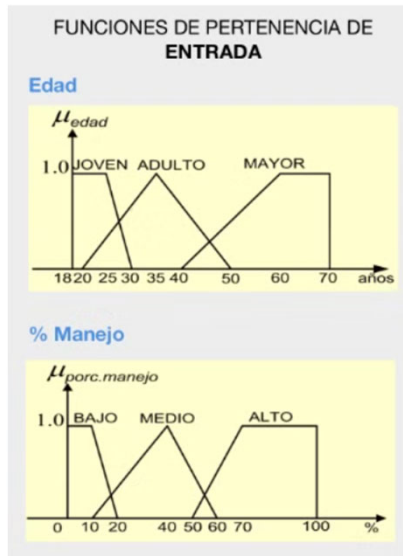 FUNCIONES DE PERTENENCIA DE
ENTRADA
Edad
μedad
1.0 JOVEN ADULTO MAYOR
18 20 25 30 35 40 50 60 70 años
% Manejo
μporc.manejo
1.0 BAJO MEDIO ALTO
0 10 20 40 50 60 70 100 %